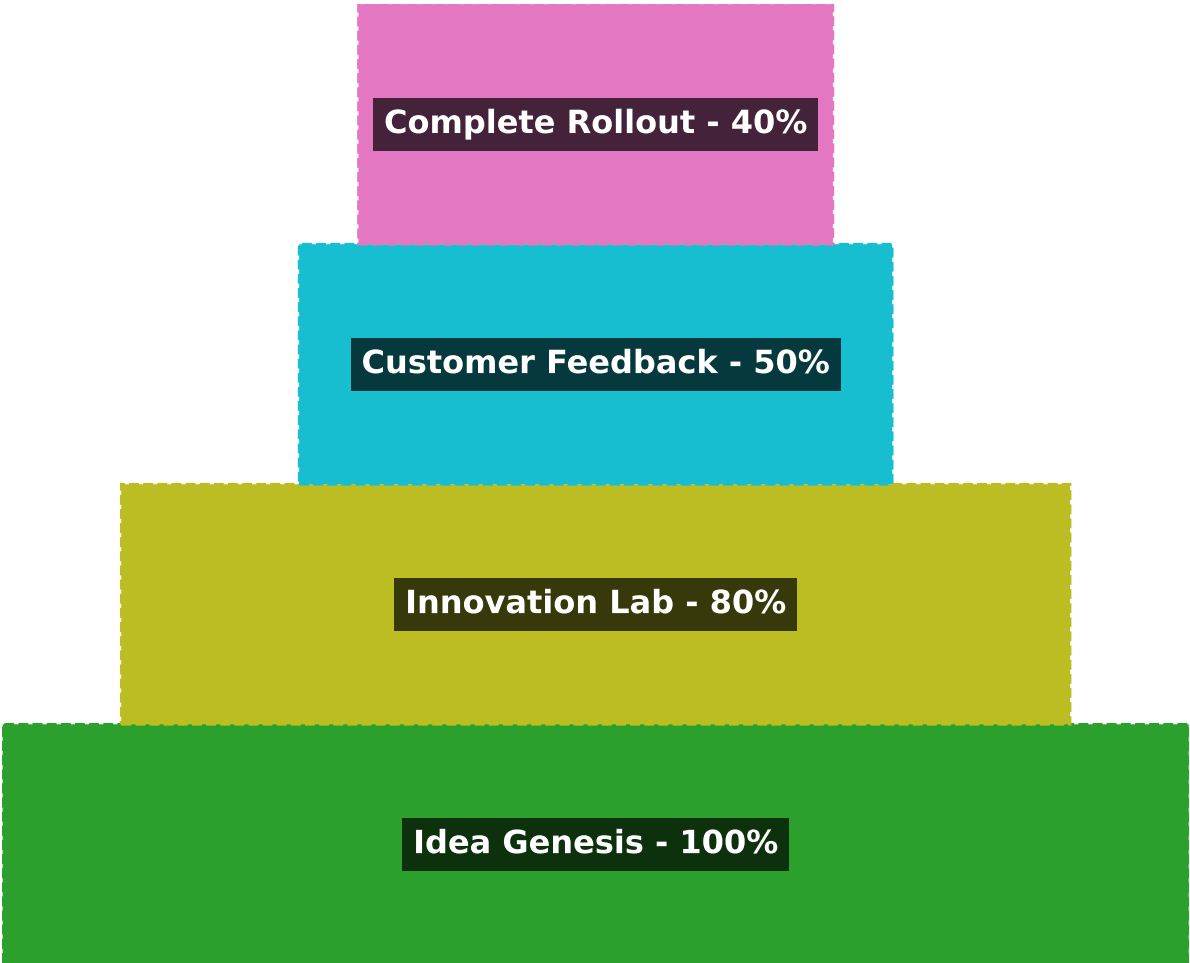 Complete Rollout - 40%
Customer Feedback - 50%
Innovation Lab - 80%
Idea Genesis - 100%